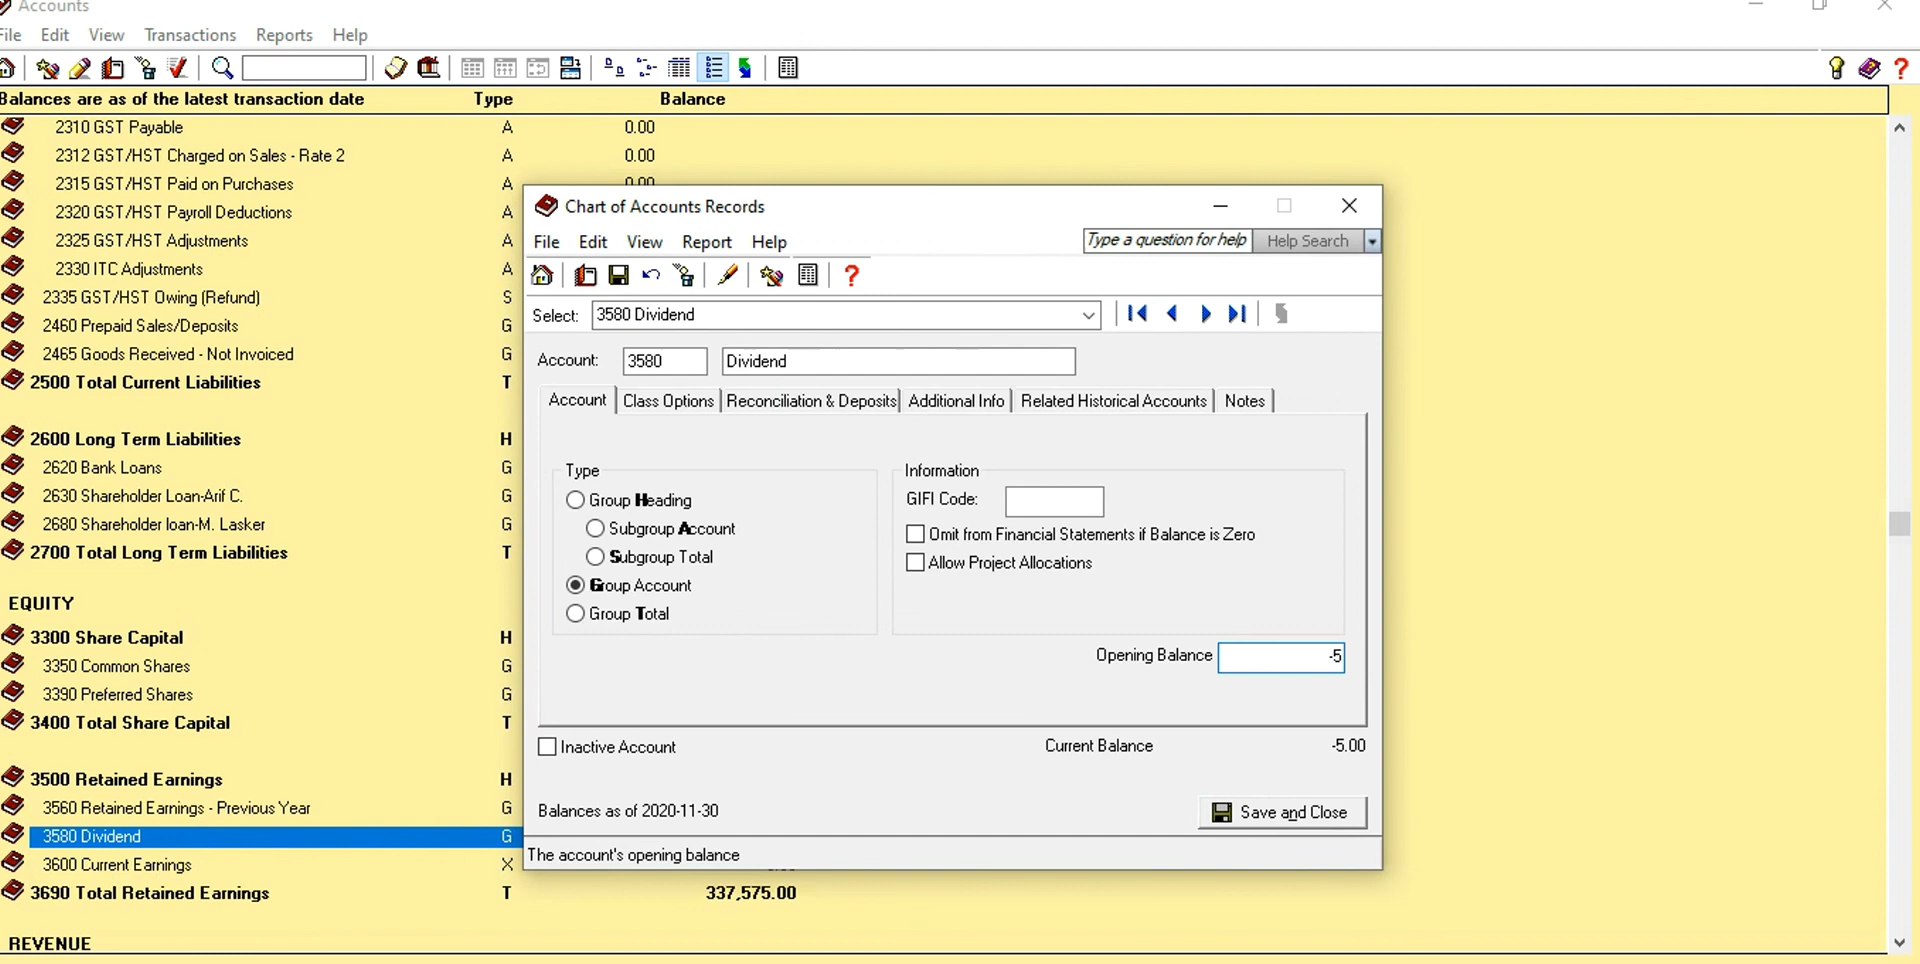 Accounts
File Edit View Transactions Reports Help
Balances are as of the latest transaction date Type Balance
2310 GST Payable A 0.00
2312 GST/HST Charged on Sales - Rate 2 A 0.00
2315 GST/HST Paid on Purchases A 0.00
2320 GST/HST Payroll Deductions A
2325 GST/HST Adjustments A
2330 ITC Adjustments A
2335 GST/HST Owing (Refund) S
2460 Prepaid Sales/Deposits G
2465 Goods Received - Not Invoiced G
2500 Total Current Liabilities T
2600 Long Term Liabilities H
2620 Bank Loans G
2630 Shareholder Loan-Arif C. G
2680 Shareholder loan-M. Lasker G
2700 Total Long Term Liabilities T
EQUITY
3300 Share Capital H
3350 Common Shares G
3390 Preferred Shares G
3400 Total Share Capital T
3500 Retained Earnings H
3560 Retained Earnings - Previous Year G
3580 Dividend G
3600 Current Earnings X
3690 Total Retained Earnings T 337,575.00
REVENUE
Chart of Accounts Records
File Edit View Report Help Type a question for help Help Search
Select: 3580 Dividend
Account: 3580 Dividend
Account Class Options Reconciliation & Deposits Additional Info Related Historical Accounts Notes
Type
Group Heading
Subgroup Account
Subgroup Total
Group Account
Group Total
Information
GIFI Code:
Omit from Financial Statements if Balance is Zero
Allow Project Allocations
Opening Balance -5
Inactive Account Current Balance -5.00
Balances as of 2020-11-30 Save and Close
The account's opening balance